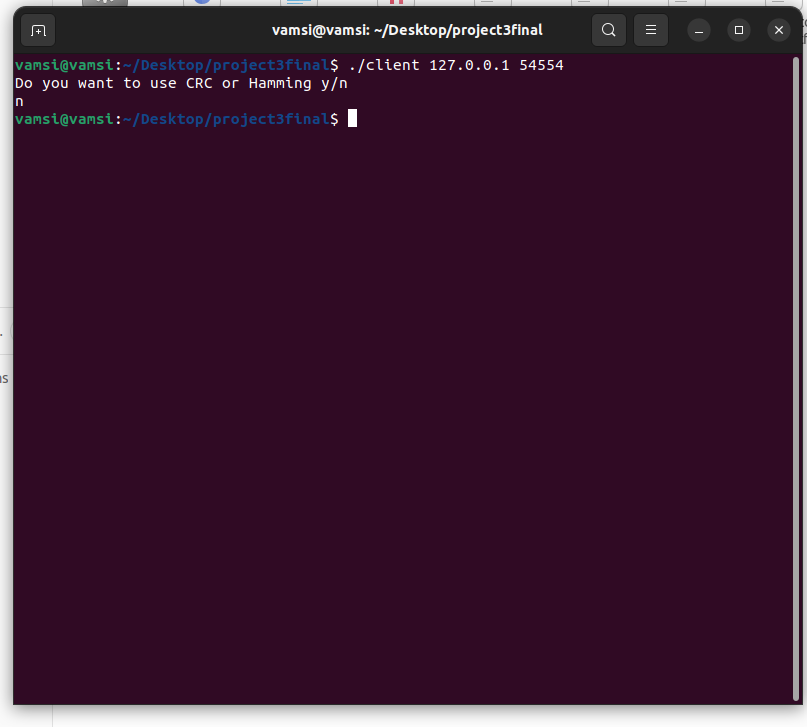 vamsi@vamsi: ~/Desktop/project3final
vamsi@vamsi:~/Desktop/project3final$ ./client 127.0.0.1 54554
Do you want to use CRC or Hamming y/n
n
vamsi@vamsi:~/Desktop/project3final$